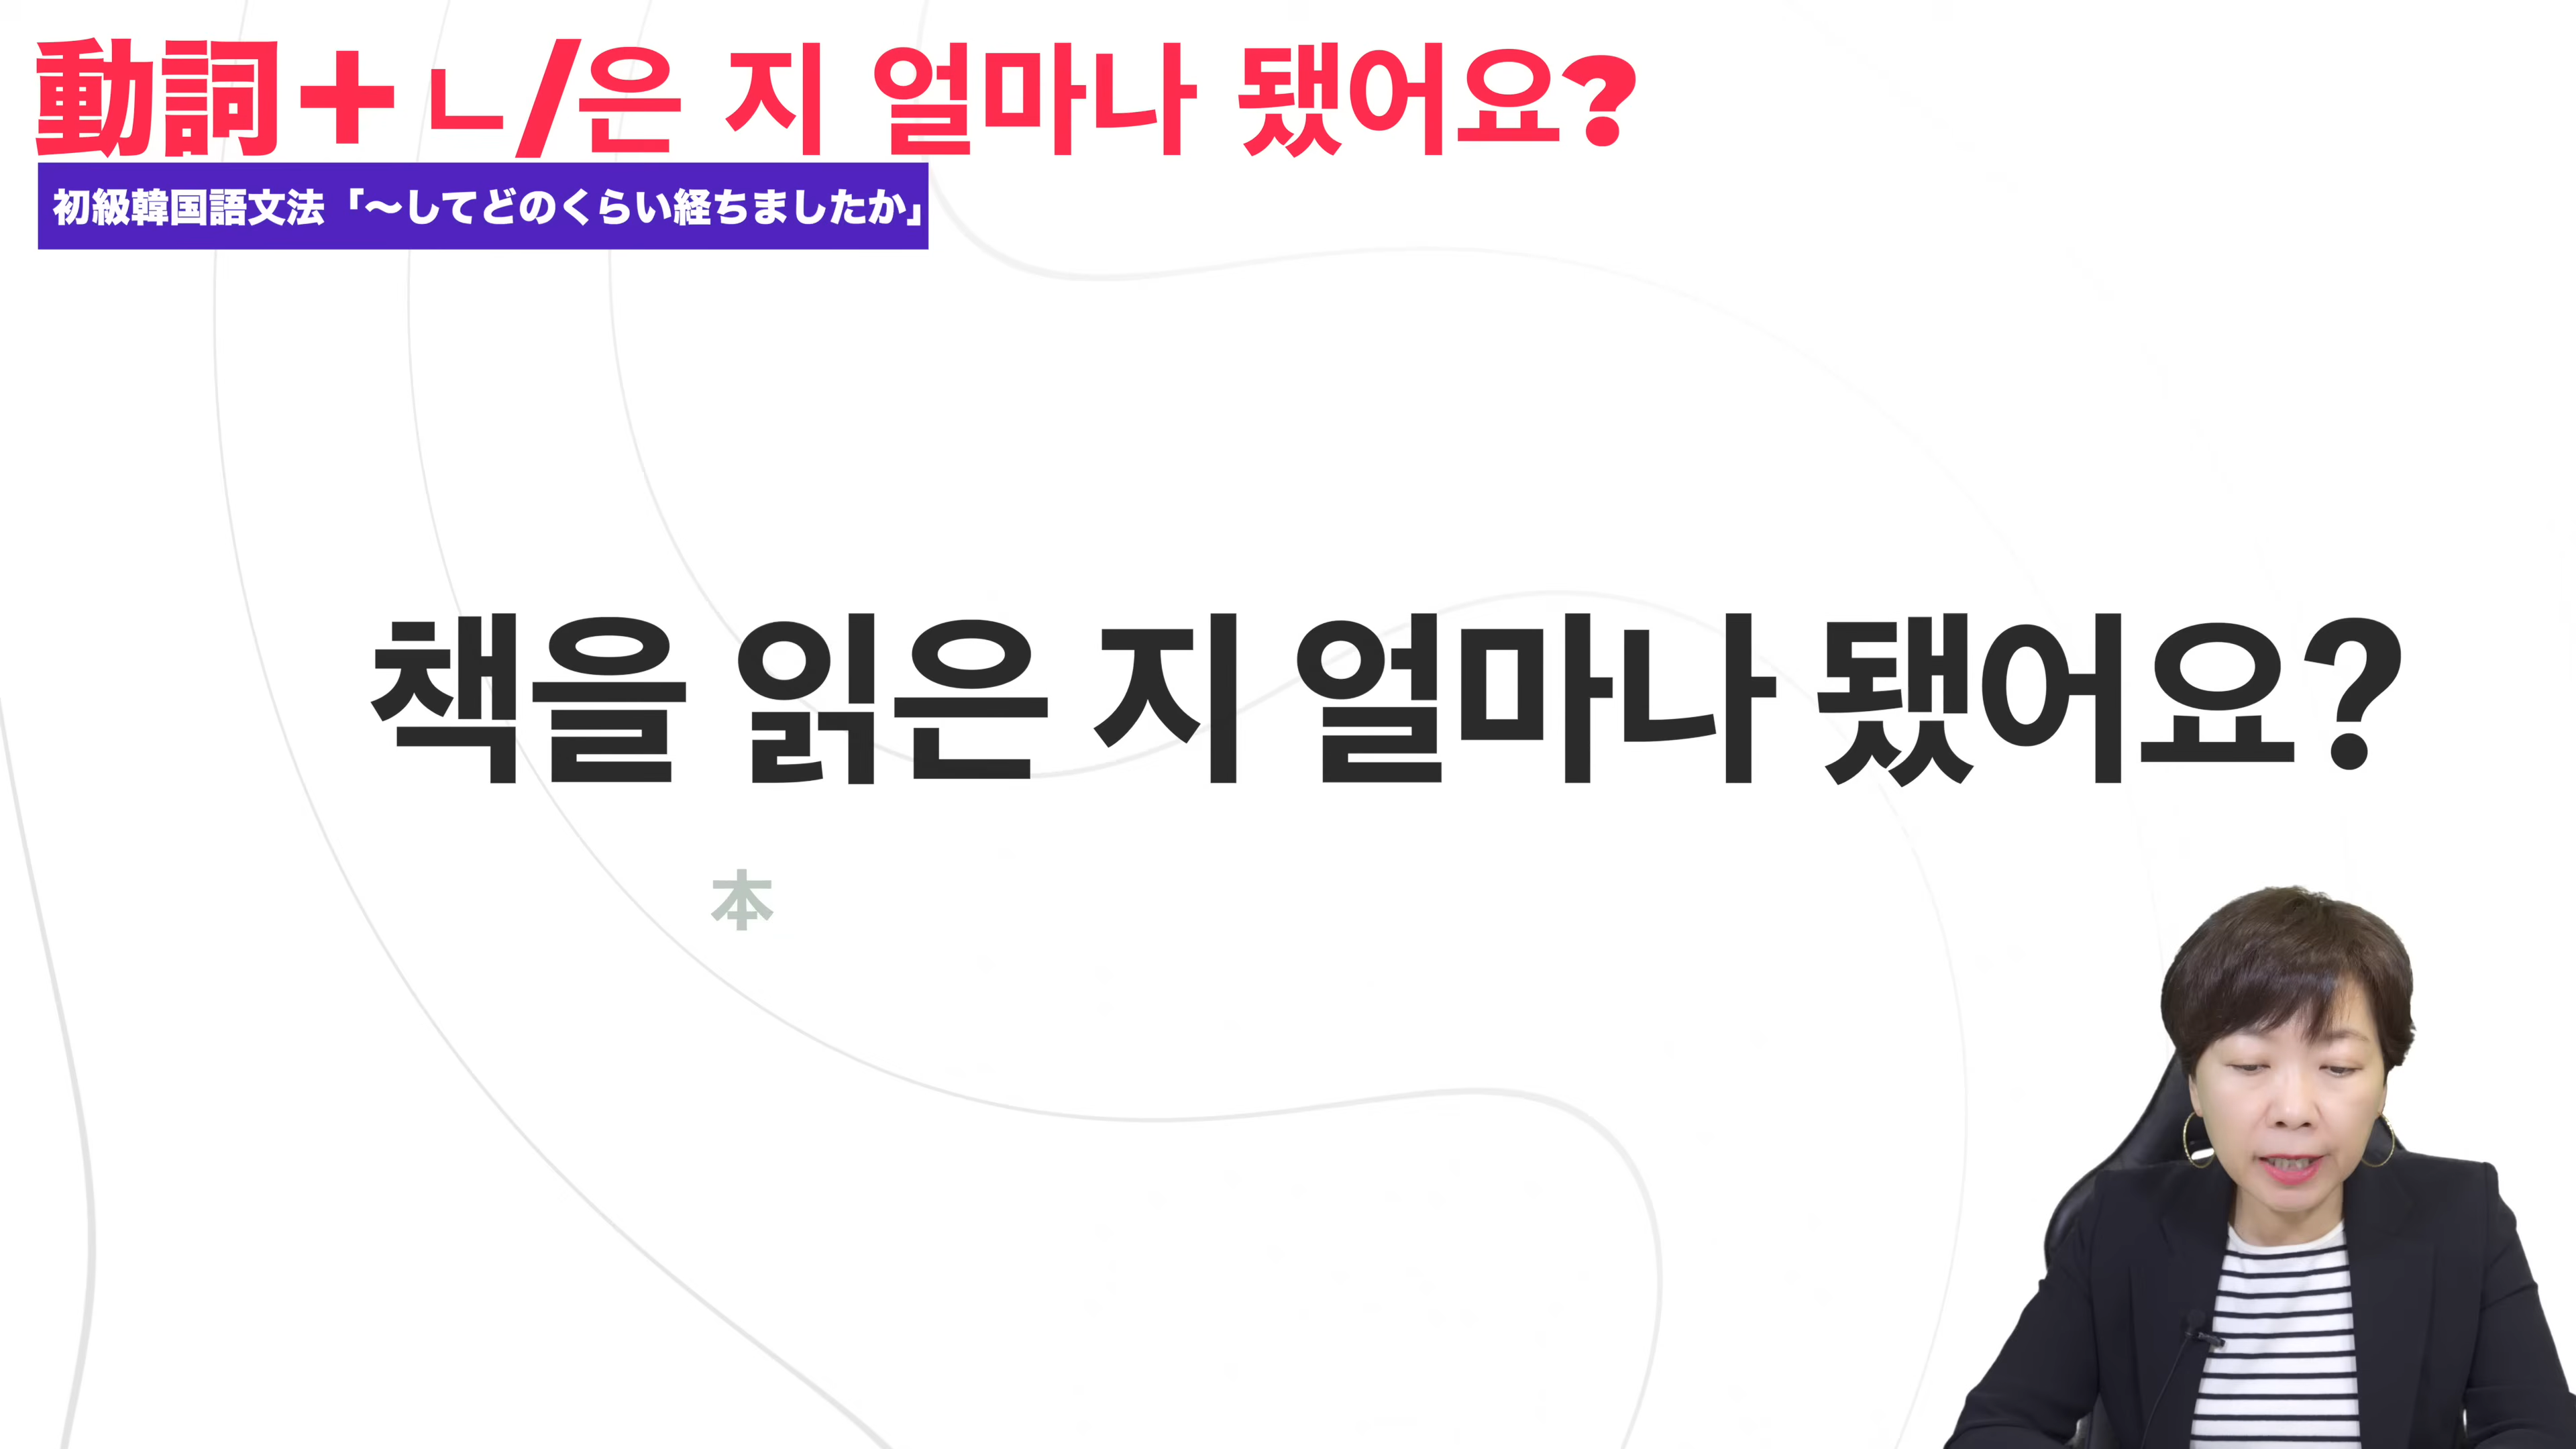 動詞+ㄴ/은 지 얼마나 됐어요?
初級韓国語文法「〜してどのくらい経ちましたか」
책을 읽은 지 얼마나 됐어요?
本